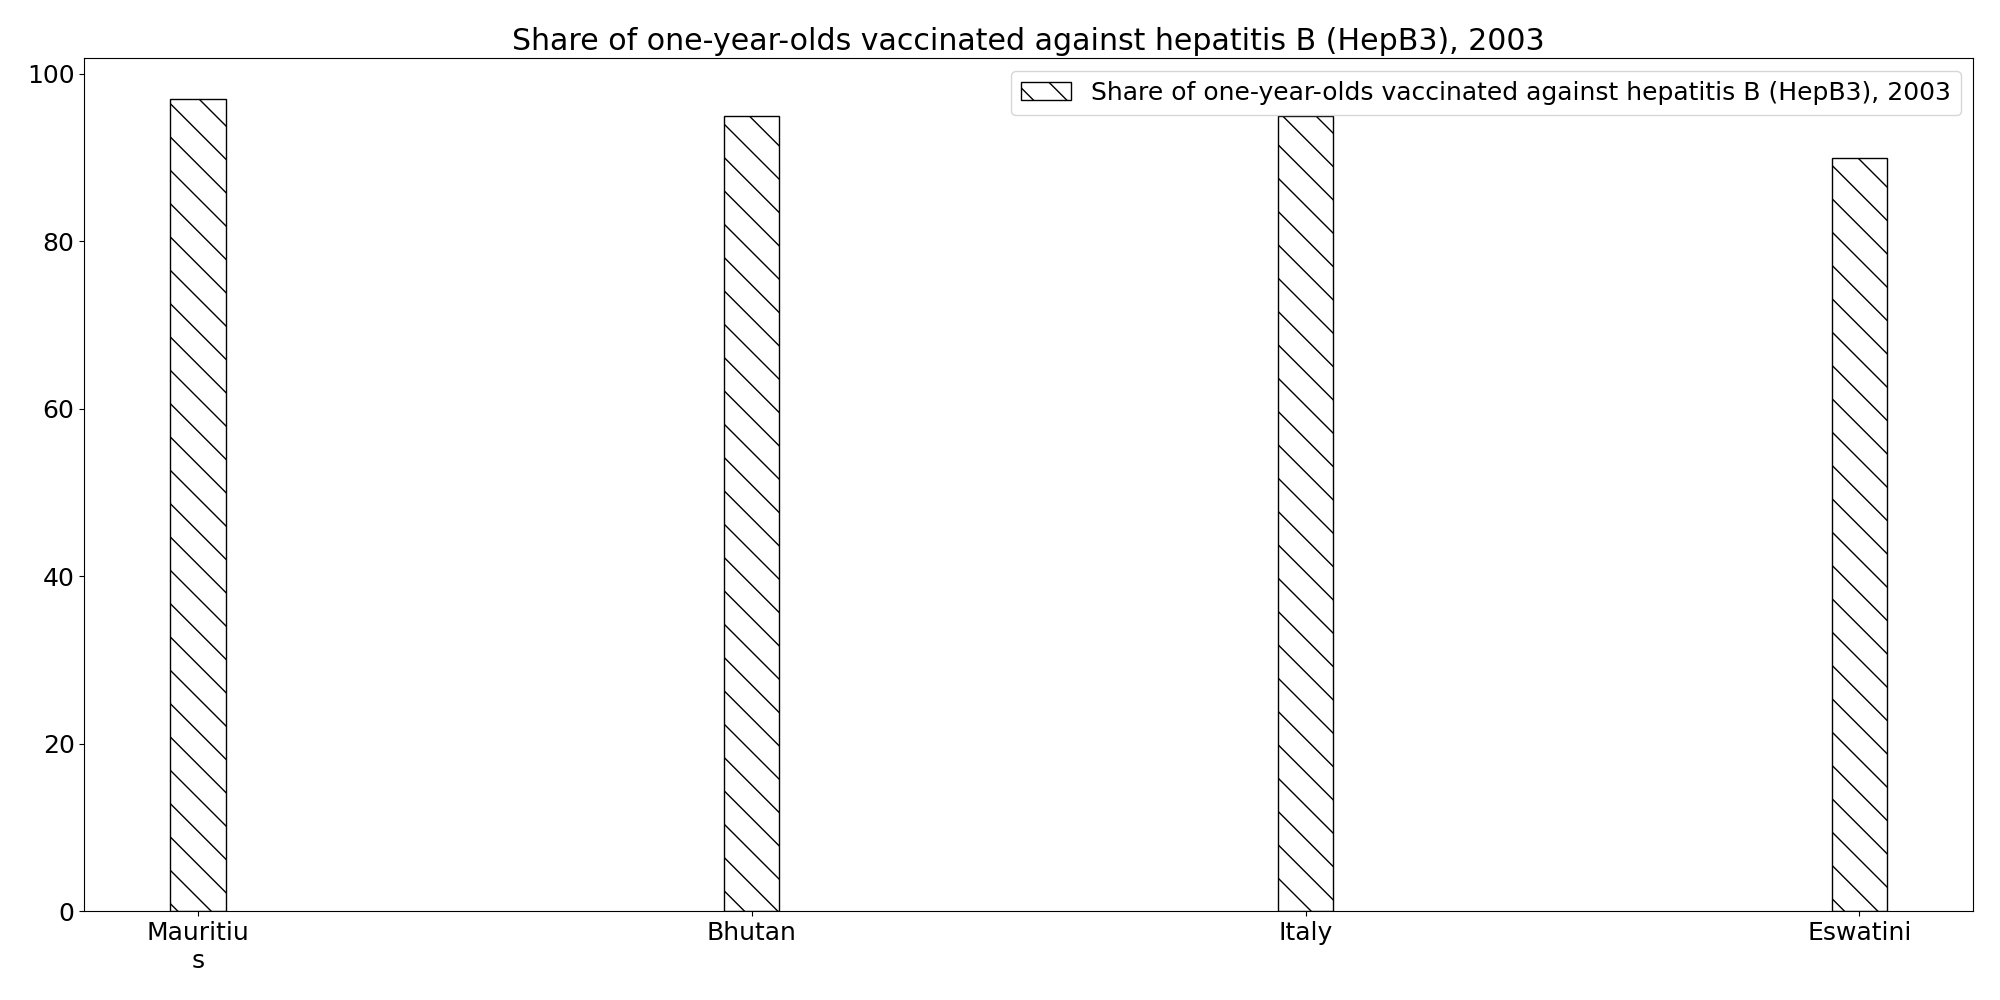 Share of one-year-olds vaccinated against hepatitis B (HepB3), 2003
Share of one-year-olds vaccinated against hepatitis B (HepB3), 2003
100
80
60
40
20
0
Mauritiu
s
Bhutan
Italy
Eswatini